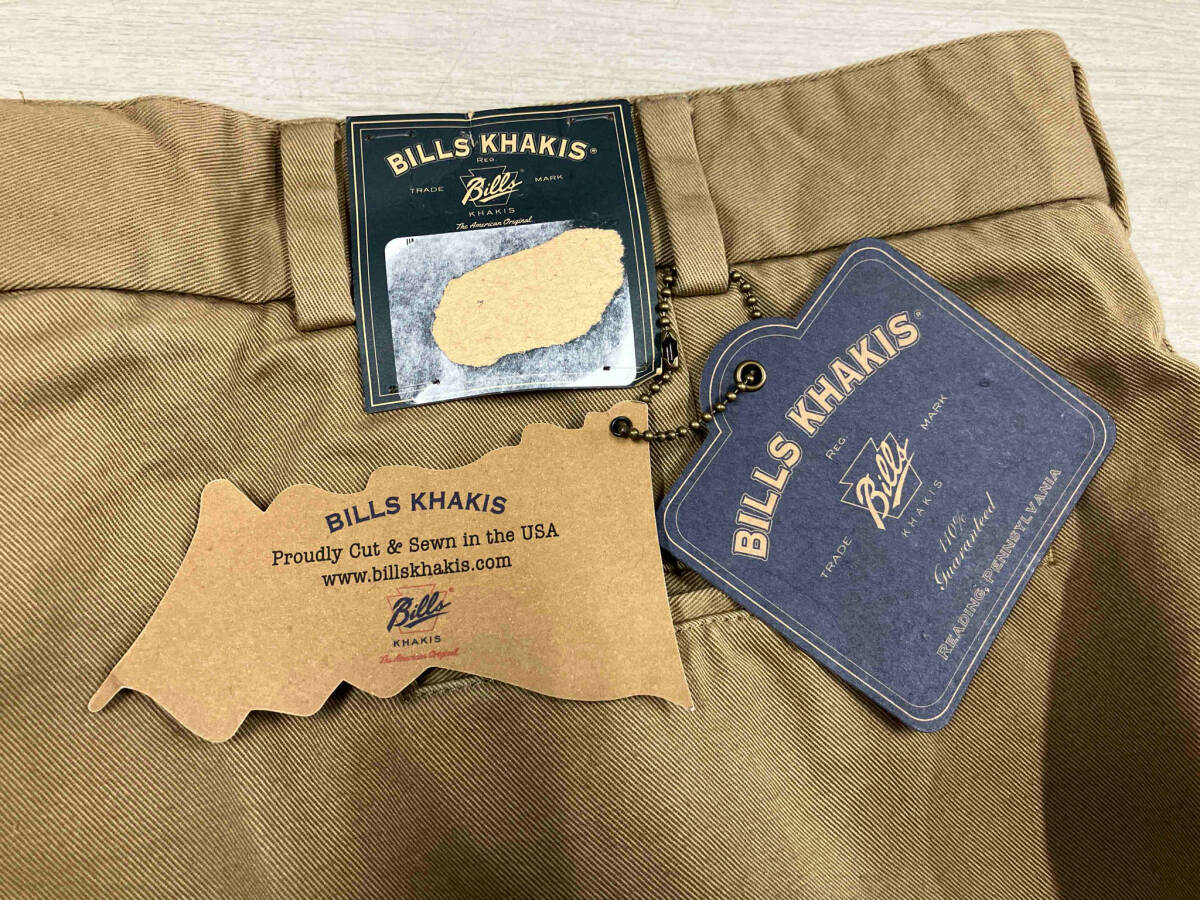 BILLS KHAKIS®
REG.
TRADE Bills MARK
KHAKIS
The American Original
BILLS KHAKIS
Proudly Cut & Sewn in the USA
www.billskhakis.com
Bills®
KHAKIS
The American Original
BILLS KHAKIS®
REG.
TRADE Bills MARK
KHAKIS
110%
Guaranteed
READING, PENNSYLVANIA